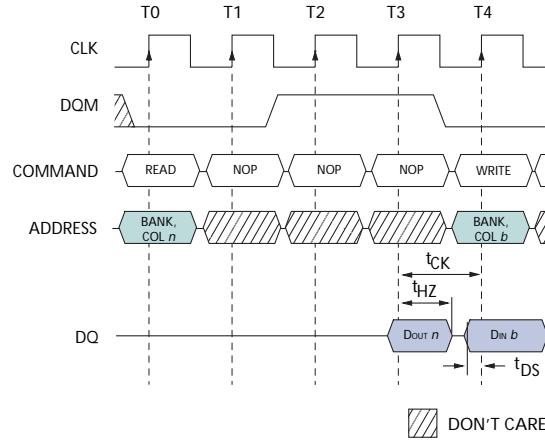 T0 T1 T2 T3 T4
CLK
DQM
COMMAND READ NOP NOP NOP WRITE
ADDRESS BANK, COL n BANK, COL b
tCK
tHZ
DQ DOUT n DIN b
tDS
DON'T CARE